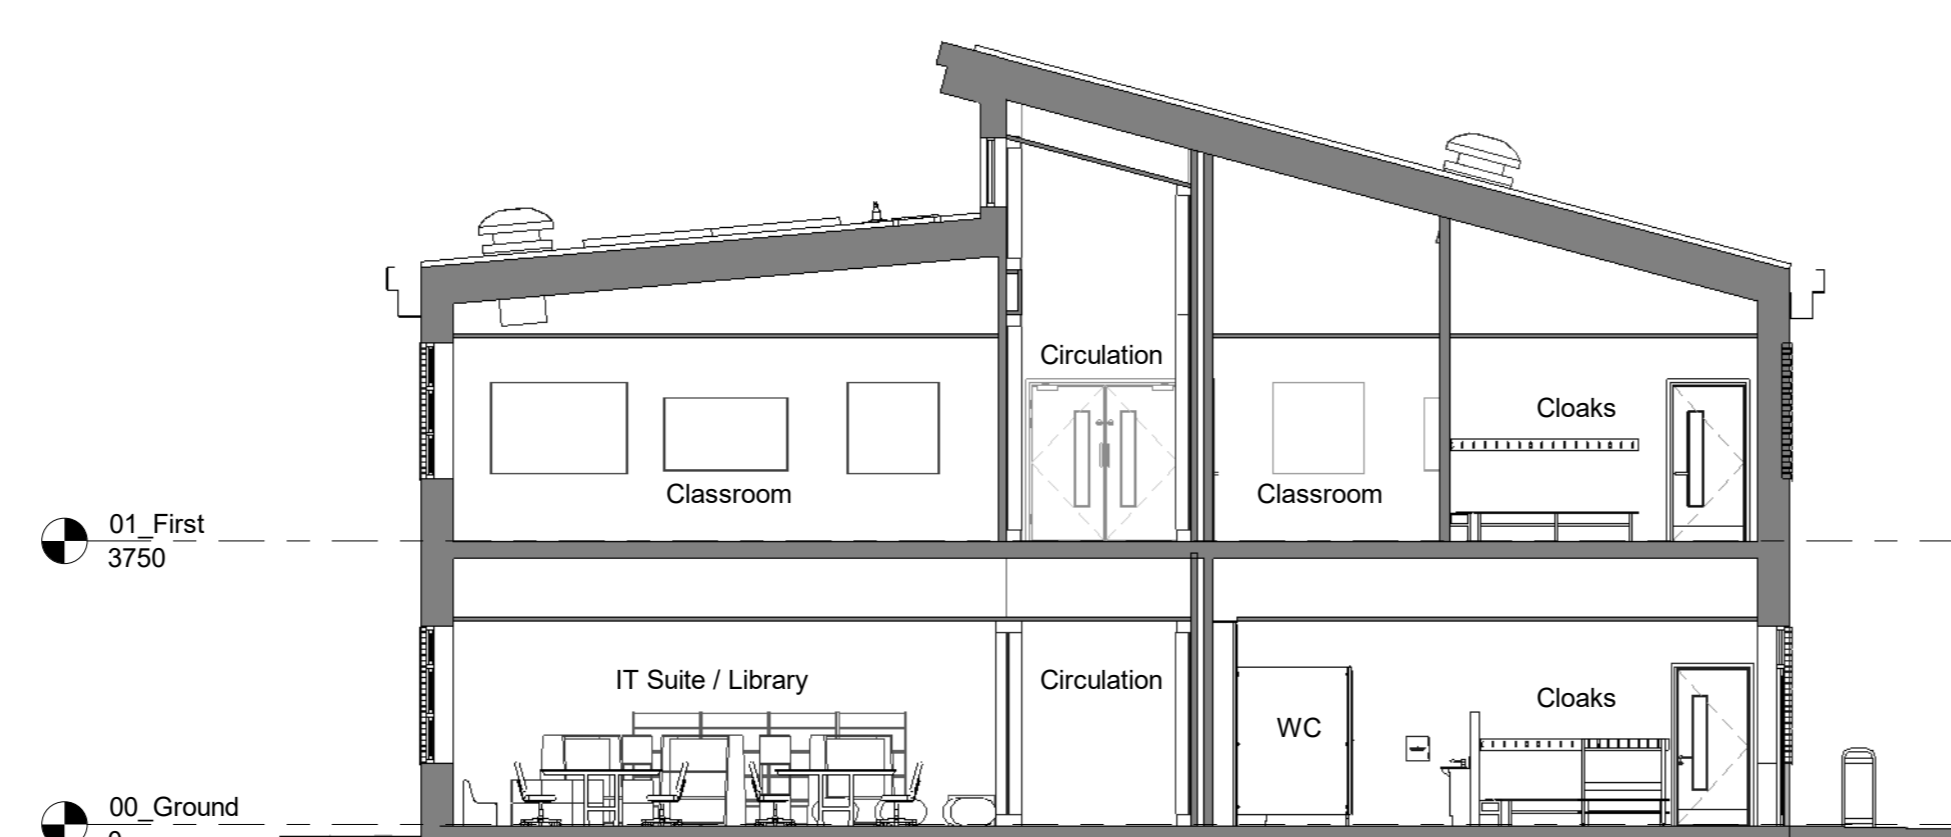 Circulation
Cloaks
Classroom
Classroom
01_First
3750
IT Suite / Library
Circulation
Cloaks
WC
00_Ground